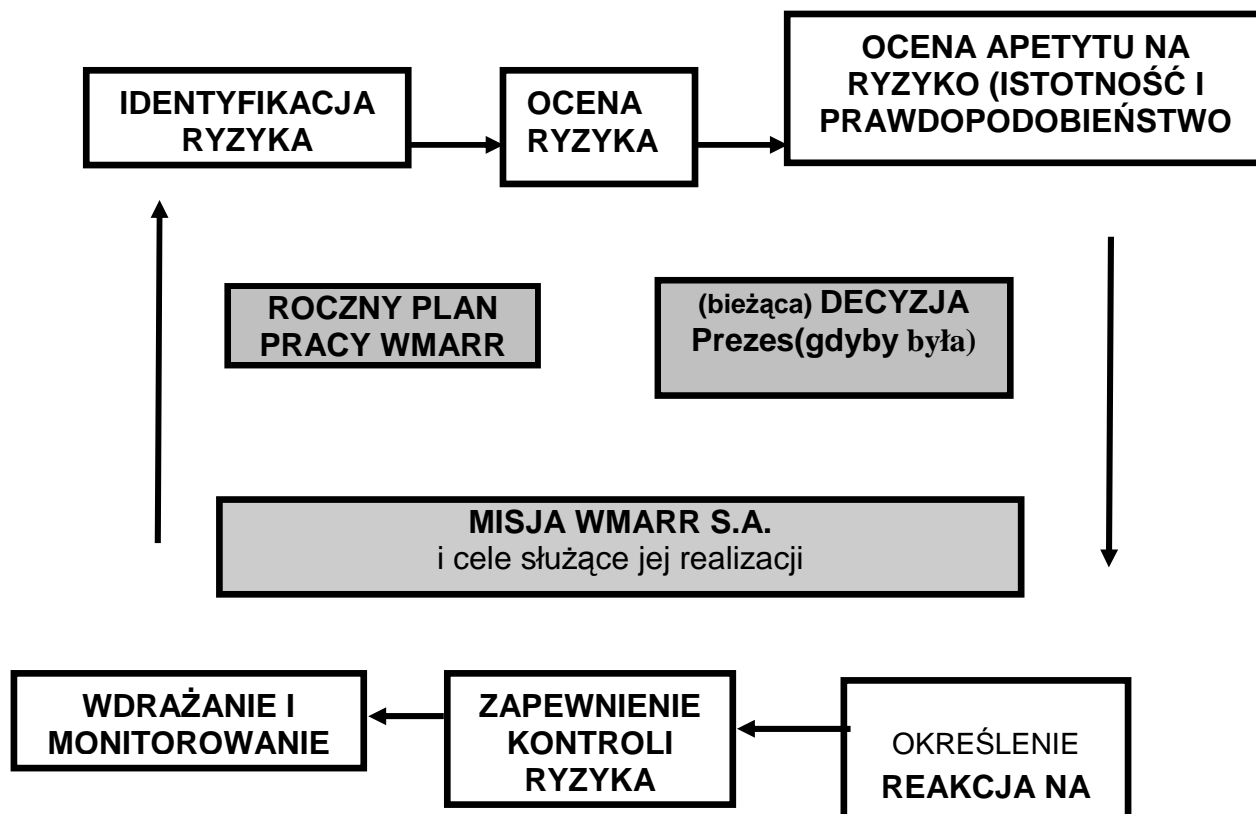 IDENTYFIKACJA
RYZYKA
OCENA
RYZYKA
OCENA APETYTU NA
RYZYKO (ISTOTNOŚĆ I
PRAWDOPODOBIEŃSTWO
ROCZNY PLAN
PRACY WMARR
(bieżąca) DECYZJA
Prezes(gdyby była)
MISJA WMARR S.A.
i cele służące jej realizacji
WDRAŻANIE I
MONITOROWANIE
ZAPEWNIENIE
KONTROLI
RYZYKA
OKREŚLENIE
REAKCJA NA